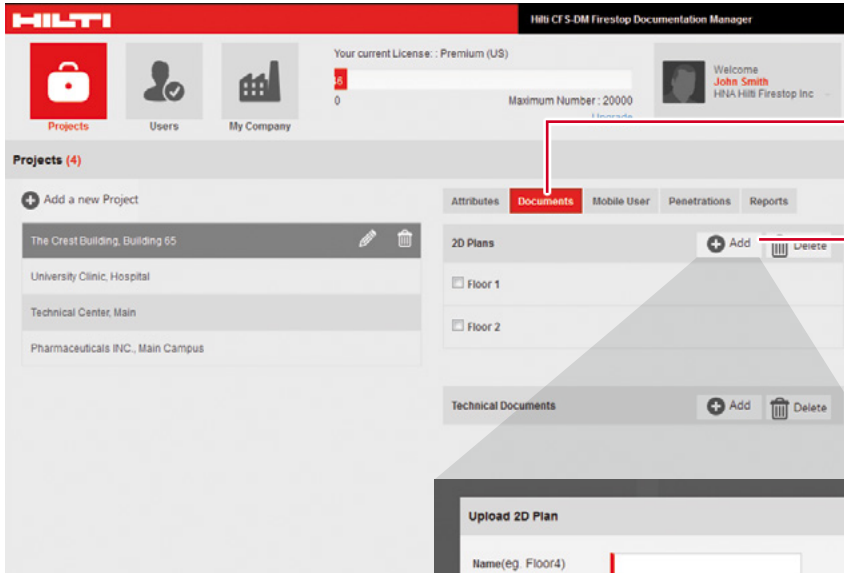 HILTI
Hilti CFS-DM Firestop Documentation Manager
Your current License: : Premium (US)
0
Maximum Number : 20000
Upgrade
Welcome
John Smith
HNA Hilti Firestop Inc
Projects
Users
My Company
Projects (4)
Add a new Project
The Crest Building, Building 65
University Clinic, Hospital
Technical Center, Main
Pharmaceuticals INC., Main Campus
Attributes Documents Mobile User Penetrations Reports
2D Plans Add Delete
Floor 1
Floor 2
Technical Documents Add Delete
Upload 2D Plan
Name(eg. Floor4)